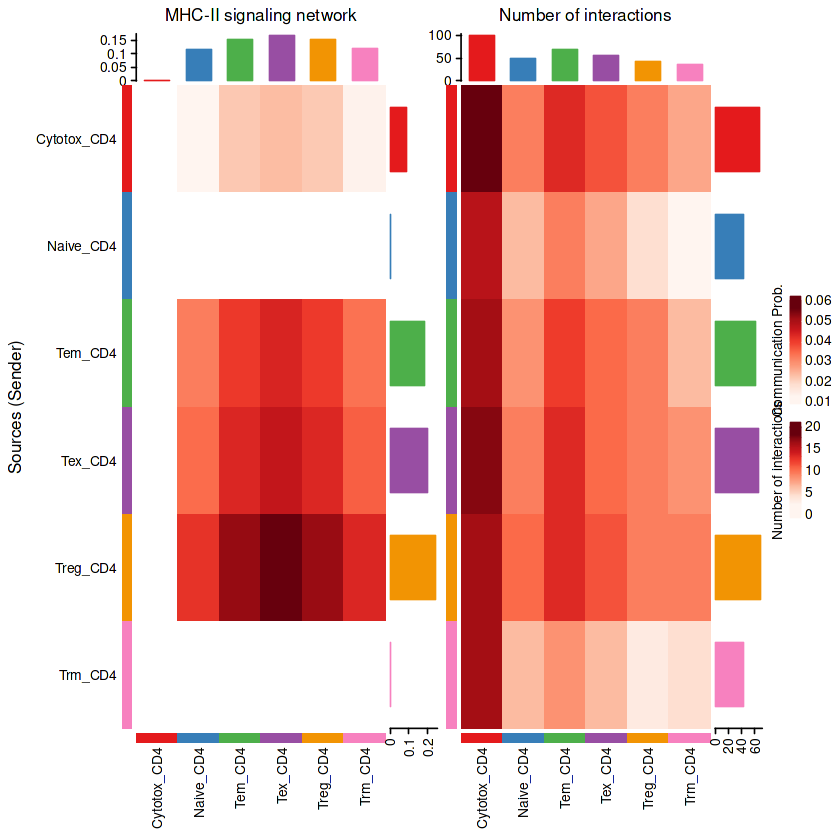 MHC-II signaling network
Number of interactions
0.15
0.1
0.05
0
100
50
0
Sources (Sender)
Cytotox_CD4
Naive_CD4
Tem_CD4
Tex_CD4
Treg_CD4
Trm_CD4
0
0.1
0.2
0
20
40
60
Cytotox_CD4
Naive_CD4
Tem_CD4
Tex_CD4
Treg_CD4
Trm_CD4
Cytotox_CD4
Naive_CD4
Tem_CD4
Tex_CD4
Treg_CD4
Trm_CD4
Communication Prob.
0.06
0.05
0.04
0.03
0.02
0.01
Number of interactions
20
15
10
5
0